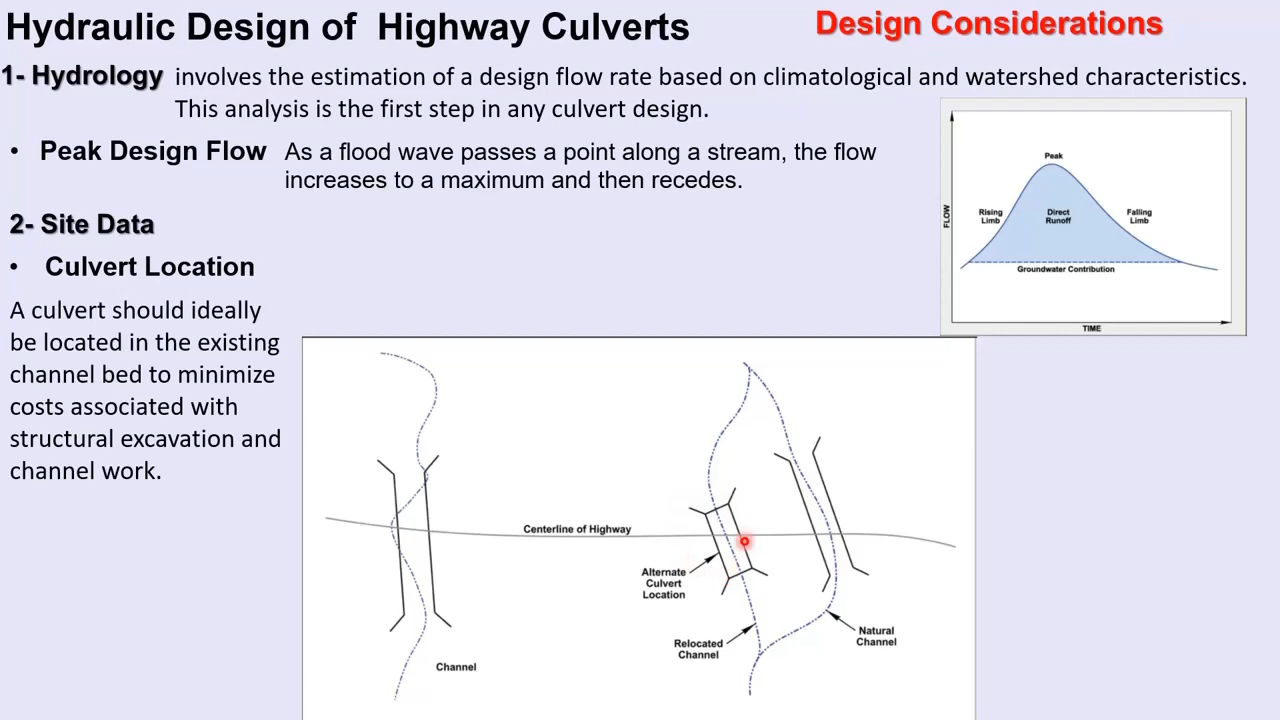 Hydraulic Design of Highway Culverts
Design Considerations
1- Hydrology involves the estimation of a design flow rate based on climatological and watershed characteristics.
This analysis is the first step in any culvert design.
• Peak Design Flow As a flood wave passes a point along a stream, the flow
increases to a maximum and then recedes.
2- Site Data
• Culvert Location
A culvert should ideally
be located in the existing
channel bed to minimize
costs associated with
structural excavation and
channel work.
Peak
Rising
Limb
Direct
Runoff
Falling
Limb
FLOW
Groundwater Contribution
TIME
Centerline of Highway
Alternate
Culvert
Location
Relocated
Channel
Natural
Channel
Channel